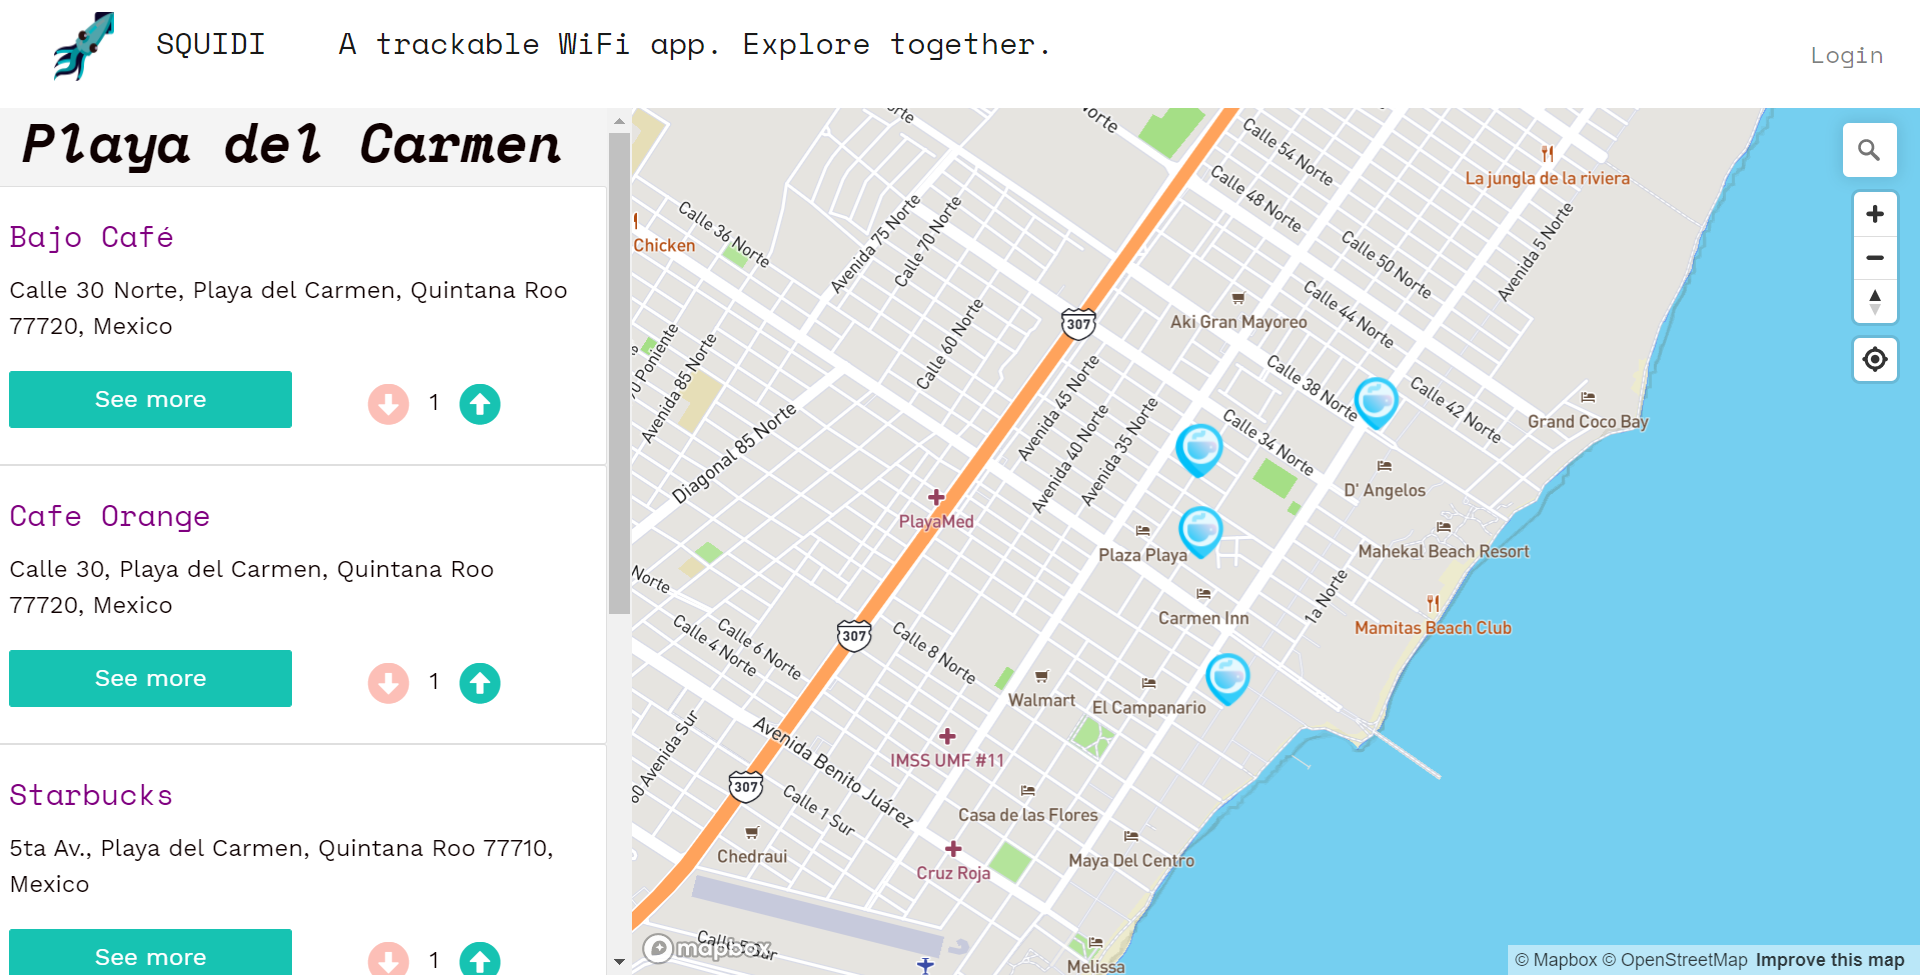 SQUIDI
A trackable WiFi app. Explore together.
Login
Playa del Carmen
Bajo Café
Calle 30 Norte, Playa del Carmen, Quintana Roo
77720, Mexico
See more
1
Cafe Orange
Calle 30, Playa del Carmen, Quintana Roo
77720, Mexico
See more
1
Starbucks
5ta Av., Playa del Carmen, Quintana Roo 77710,
Mexico
See more
1
Norte
Calle 54 Norte
La jungla de la riviera
Calle 48 Norte
Calle 36 Norte
Chicken
Avenida 75 Norte
Calle 70 Norte
Calle 50 Norte
Avenida 5 Norte
Aki Gran Mayoreo
Calle 44 Norte
307
Calle 60 Norte
Poniente
Avenida 85 Norte
Calle 38 Norte
Calle 42 Norte
Grand Coco Bay
Avenida 45 Norte
Avenida 40 Norte
Avenida 35 Norte
Calle 34 Norte
Diagonal 85 Norte
D' Angelos
PlayaMed
Plaza Playa
Mahekal Beach Resort
Norte
1a Norte
Carmen Inn
Mamitas Beach Club
Calle 6 Norte
Calle 4 Norte
307
Calle 8 Norte
Walmart
El Campanario
60 Avenida Sur
Avenida Benito Juárez
IMSS UMF #11
307
Calle 1 Sur
Casa de las Flores
Chedraui
Maya Del Centro
Cruz Roja
mapbox
Melissa
© Mapbox © OpenStreetMap Improve this map